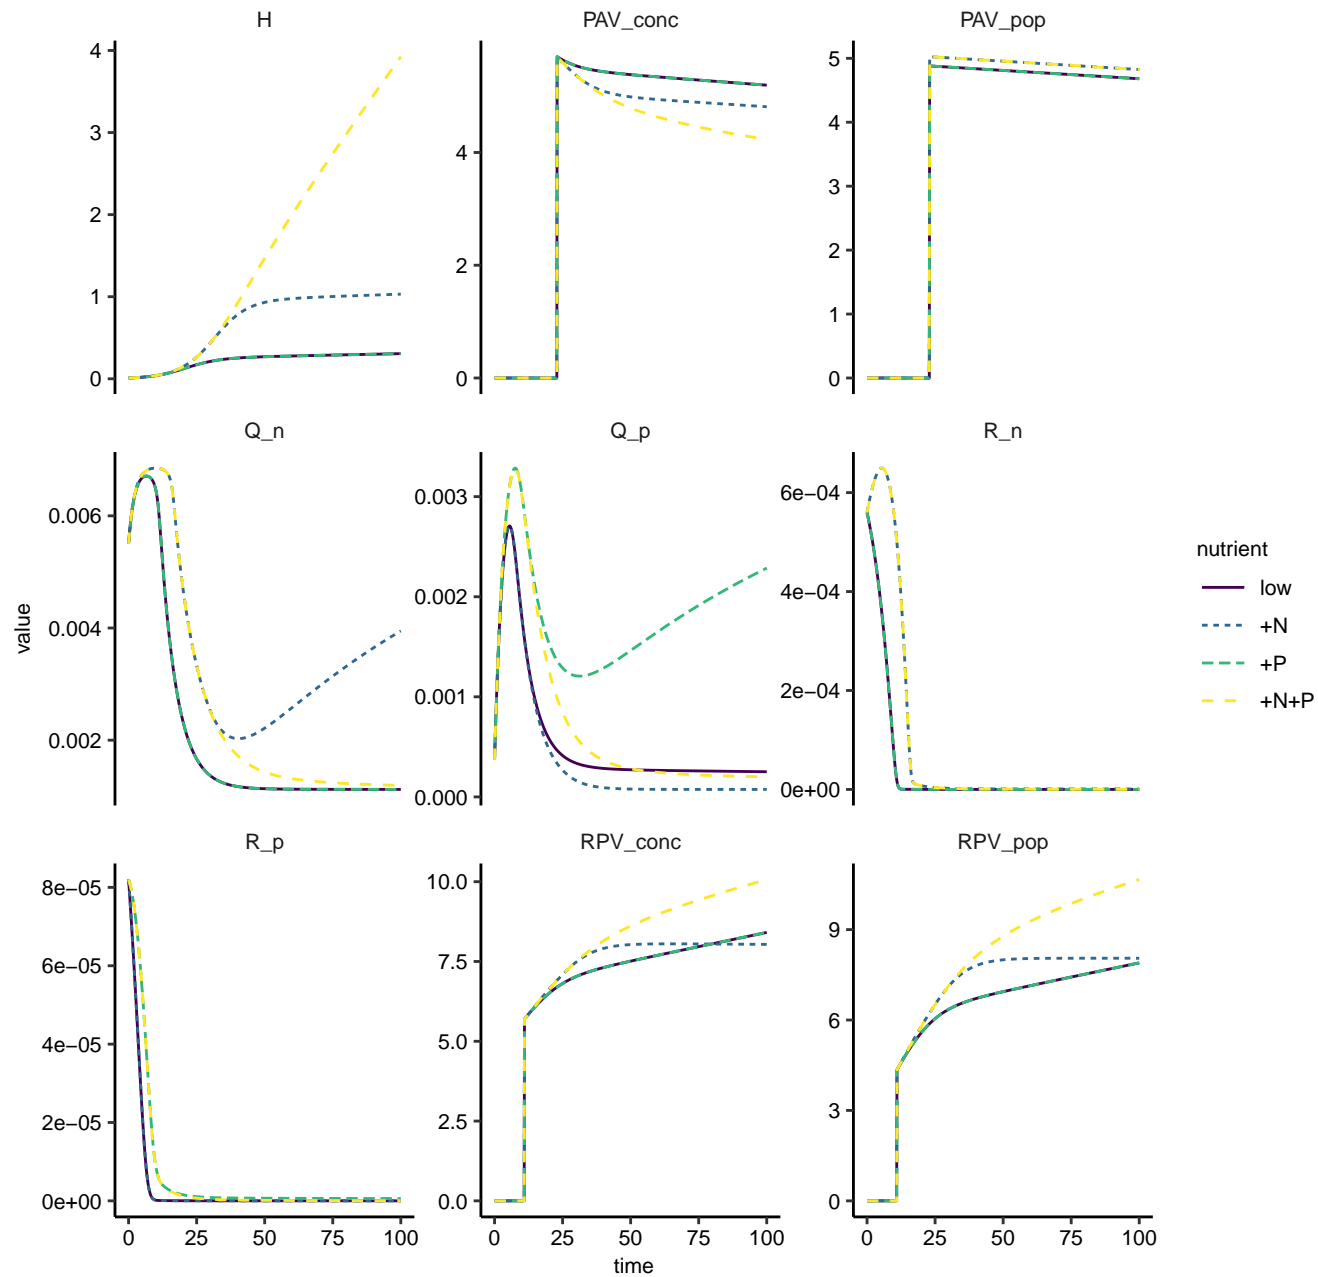 H
PAV_conc
PAV_pop
4
3
2
1
0
4
2
0
5
4
3
2
1
0
Q_n
Q_p
R_n
0.006
0.004
0.002
0.003
0.002
0.001
0.000
6e−04
4e−04
2e−04
0e+00
R_p
RPV_conc
RPV_pop
8e−05
6e−05
4e−05
2e−05
0e+00
10.0
7.5
5.0
2.5
0.0
9
6
3
0
0 25 50 75 100
0 25 50 75 100
0 25 50 75 100
time
value
nutrient
low
+N
+P
+N+P